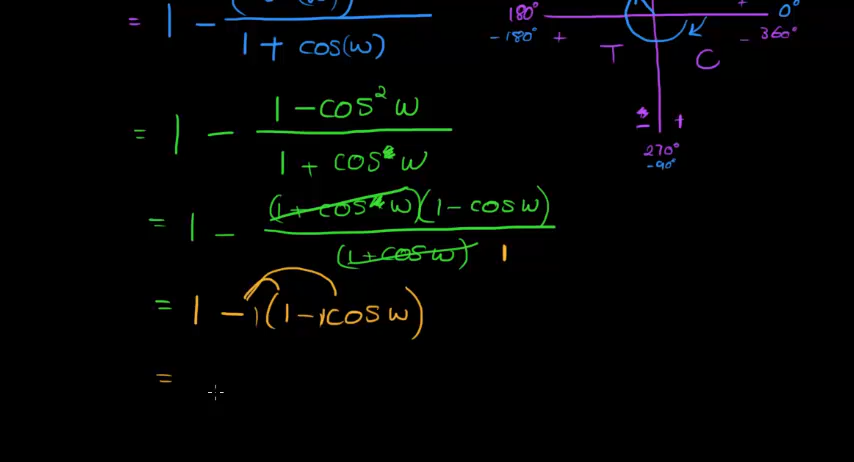 = 1 -
1 + cos(w)
180°
-180°
+
+
0°
- 360°
T
C
- +
270°
-90°
= 1 - 1 - cos² w
1 + cos w
= 1 - (1 + cos w)(1 - cos w)
(1 + cos w) 1
= 1 - 1(1 - 1cos w)
=